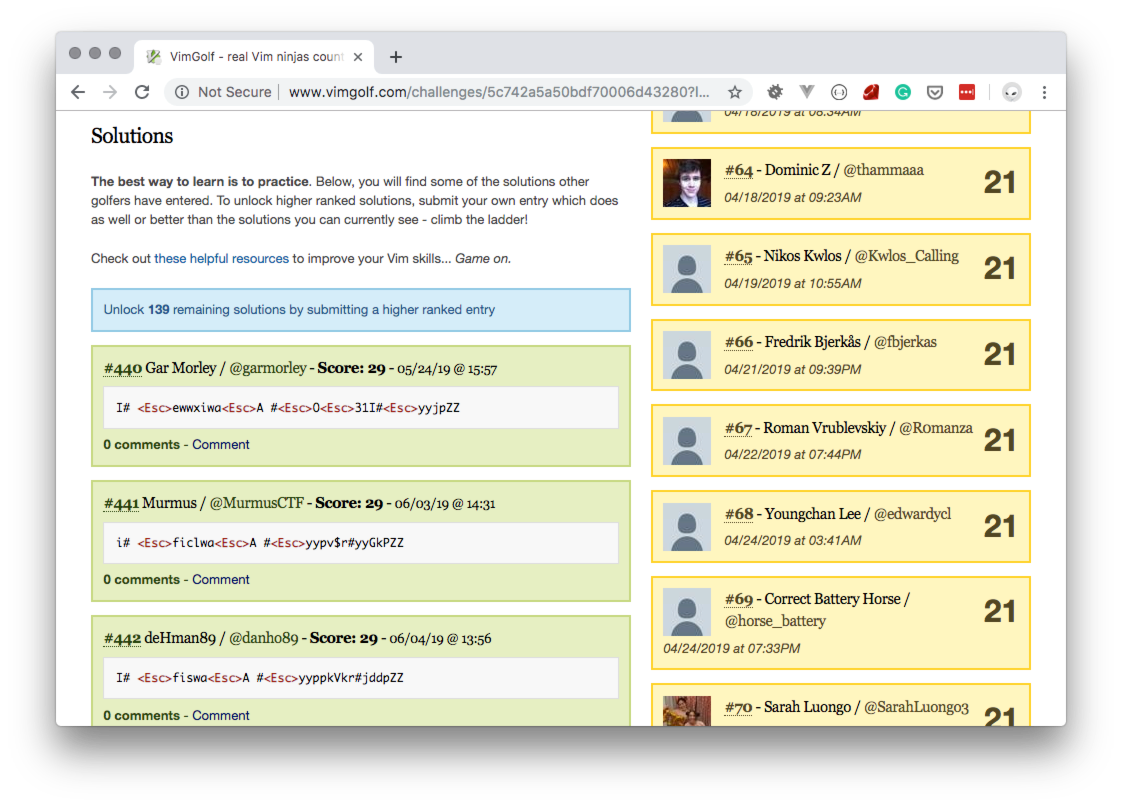 VimGolf - real Vim ninjas count
Not Secure | www.vimgolf.com/challenges/5c742a5a50bdf70006d43280?l...
Solutions
The best way to learn is to practice. Below, you will find some of the solutions other
golfers have entered. To unlock higher ranked solutions, submit your own entry which does
as well or better than the solutions you can currently see - climb the ladder!
Check out these helpful resources to improve your Vim skills... Game on.
Unlock 139 remaining solutions by submitting a higher ranked entry
#440 Gar Morley / @garmorley - Score: 29 - 05/24/19 @ 15:57
I# <Esc>ewwxiwa<Esc>A #<Esc>O<Esc>31I#<Esc>yyjpZZ
0 comments - Comment
#441 Murmus / @MurmusCTF - Score: 29 - 06/03/19 @ 14:31
i# <Esc>ficlwa<Esc>A #<Esc>yypv$r#yyGkPZZ
0 comments - Comment
#442 deHman89 / @danho89 - Score: 29 - 06/04/19 @ 13:56
I# <Esc>fiswa<Esc>A #<Esc>yyppkVkr#jddpZZ
0 comments - Comment
04/18/2019 at 08:34AM
#64 - Dominic Z / @thammaaa
21
04/18/2019 at 09:23AM
#65 - Nikos Kwlos / @Kwlos_Calling
21
04/19/2019 at 10:55AM
#66 - Fredrik Bjerkås / @fbjerkas
21
04/21/2019 at 09:39PM
#67 - Roman Vrublevskiy / @Romanza
21
04/22/2019 at 07:44PM
#68 - Youngchan Lee / @edwardycl
21
04/24/2019 at 03:41AM
#69 - Correct Battery Horse /
@horse_battery
21
04/24/2019 at 07:33PM
#70 - Sarah Luongo / @SarahLuongo3
21